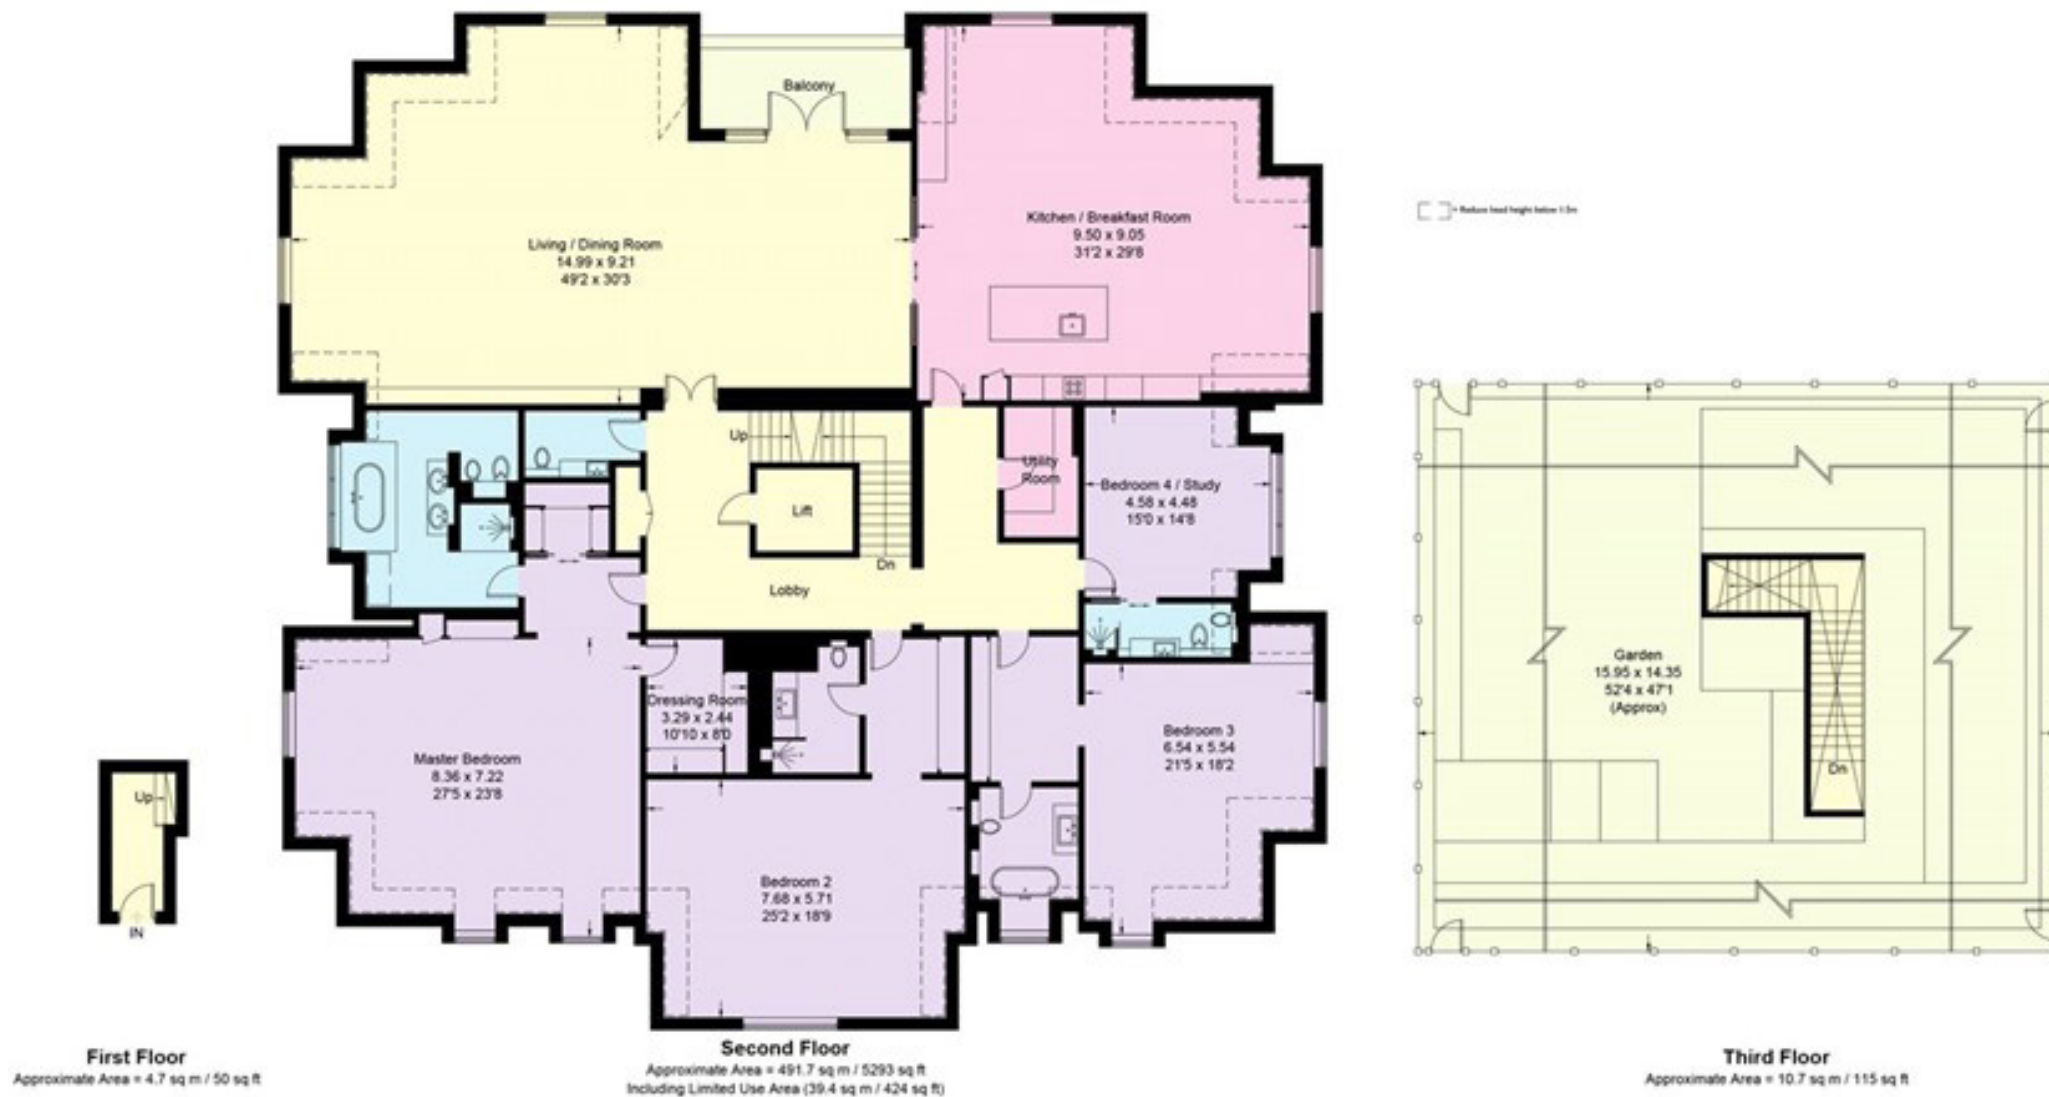 Balcony
Living / Dining Room
14.99 x 9.21
49'2 x 30'3
Kitchen / Breakfast Room
9.50 x 9.05
31'2 x 29'8
= Reduce head height below 1.5m
Up
Lift
Dn
Lobby
Utility
Room
Bedroom 4 / Study
4.58 x 4.48
15'0 x 14'8
Dressing Room
3.29 x 2.44
10'10 x 8'0
Master Bedroom
8.36 x 7.22
27'5 x 23'8
Bedroom 2
7.68 x 5.71
25'2 x 18'9
Bedroom 3
6.54 x 5.54
21'5 x 18'2
Garden
15.95 x 14.35
52'4 x 47'1
(Approx)
Dn
Up
IN
First Floor
Approximate Area = 4.7 sq m / 50 sq ft
Second Floor
Approximate Area = 491.7 sq m / 5293 sq ft
Including Limited Use Area (39.4 sq m / 424 sq ft)
Third Floor
Approximate Area = 10.7 sq m / 115 sq ft